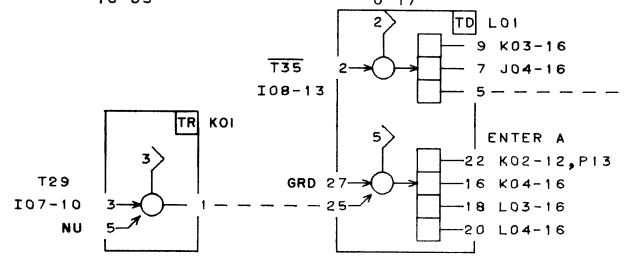 2 TD L01
9 K03-16
T35 2 7 J04-16
I08-13 5
TR K01 5 ENTER A
3 22 K02-12,P13
T29 GRD 27 16 K04-16
I07-10 3 1 25 18 L03-16
NU 5 20 L04-16